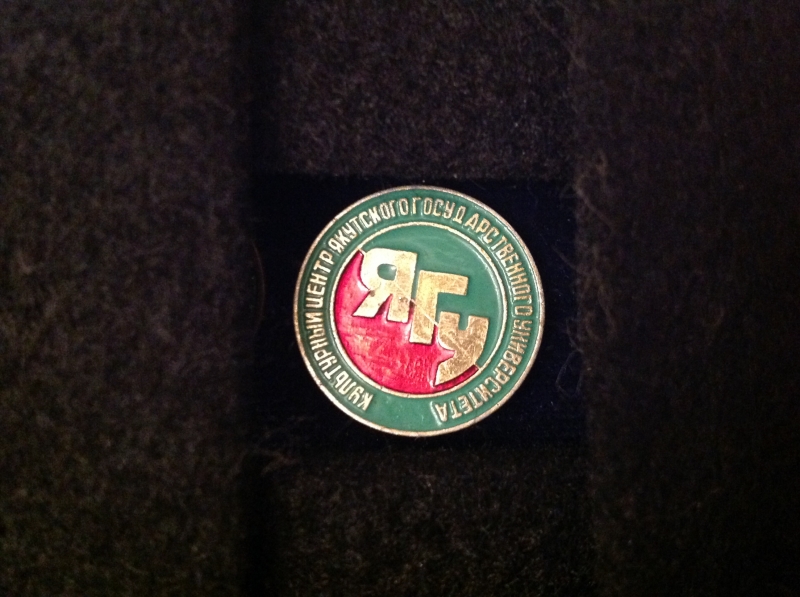 КУЛЬТУРНЫЙ ЦЕНТР ЯКУТСКОГО ГОСУДАРСТВЕННОГО УНИВЕРСИТЕТА
ЯГУ